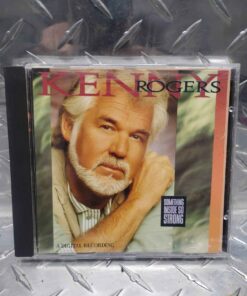 KENNY
ROGERS
SOMETHING
INSIDE SO
STRONG
A DIGITAL RECORDING